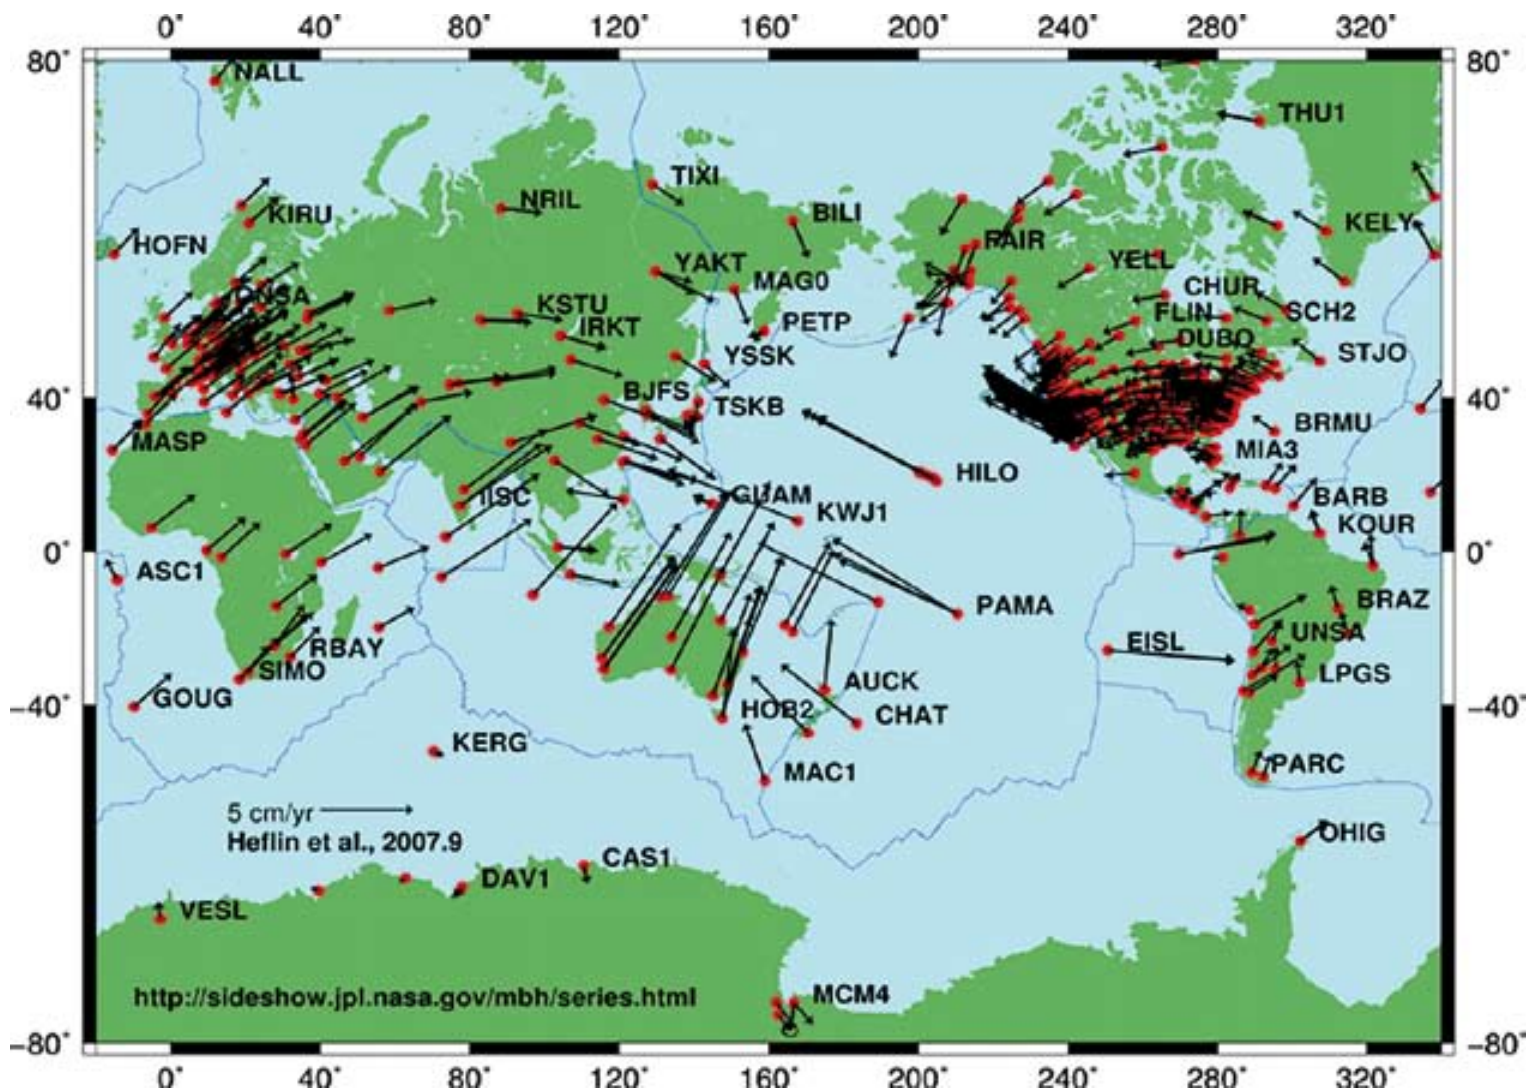 0° 40° 80° 120° 160° 200° 240° 280° 320°
80° 80°
NALL
THU1
TIXI
NRIL
BILI
KIRU
KELY
HOFN
FAIR
YAKT
YELL
MAG0
CHUR
ONSA
KSTU
PETP
FLIN
SCH2
IRKT
DUBO
YSSK
STJO
40° 40°
BJFS
TSKB
BRMU
MASP
MIA3
HILO
IISC
GUAM
BARB
KWJ1
KOUR
0° 0°
ASC1
PAMA
BRAZ
UNSA
EISL
RBAY
SIMO
LPGS
AUCK
GOUG
HOB2
CHAT
-40° -40°
KERG
MAC1
PARC
5 cm/yr
OHIG
Heflin et al., 2007.9
CAS1
DAV1
VESL
http://sideshow.jpl.nasa.gov/mbh/series.html
MCM4
-80° -80°
0° 40° 80° 120° 160° 200° 240° 280° 320°